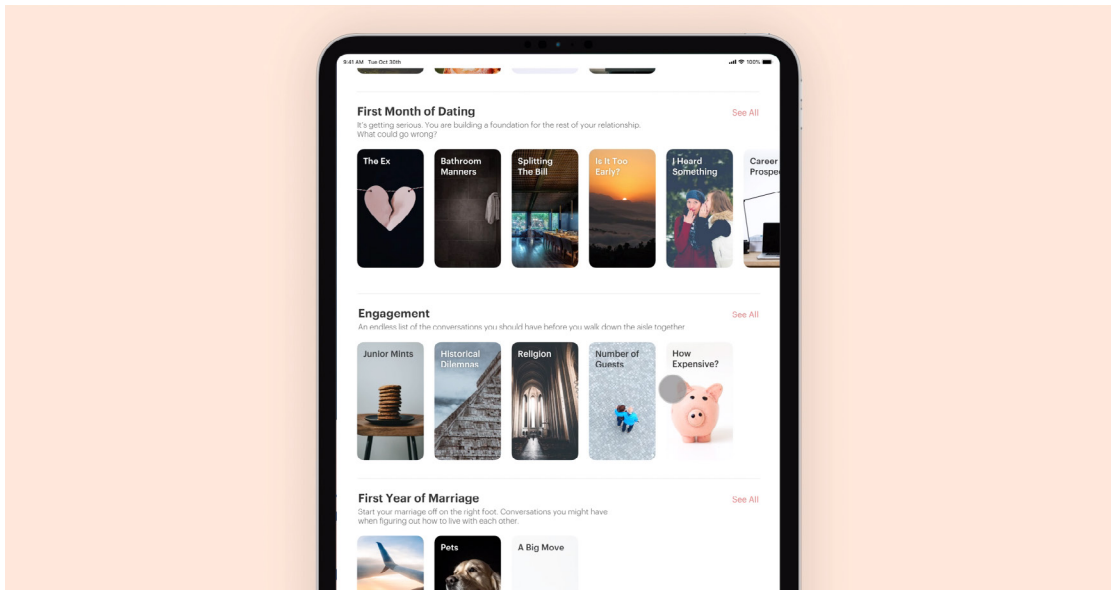 9:41 AM Tue Oct 30th
100%
First Month of Dating
See All
It's getting serious. You are building a foundation for the rest of your relationship.
What could go wrong?
The Ex
Bathroom
Manners
Splitting
The Bill
Is It Too
Early?
I Heard
Something
Career
Prospe
Engagement
See All
An endless list of the conversations you should have before you walk down the aisle together
Junior Mints
Historical
Dilemnas
Religion
Number of
Guests
How
Expensive?
First Year of Marriage
See All
Start your marriage off on the right foot. Conversations you might have
when figuring out how to live with each other.
Pets
A Big Move